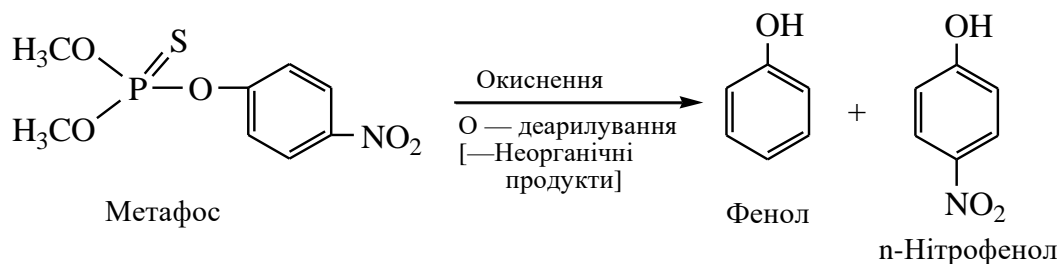 H₃CO
S
P
O
H₃CO
NO₂
Метафос
Окиснення
О — деарилування
[—Неорганічні
продукти]
OH
Фенол
+
OH
NO₂
n-Нітрофенол